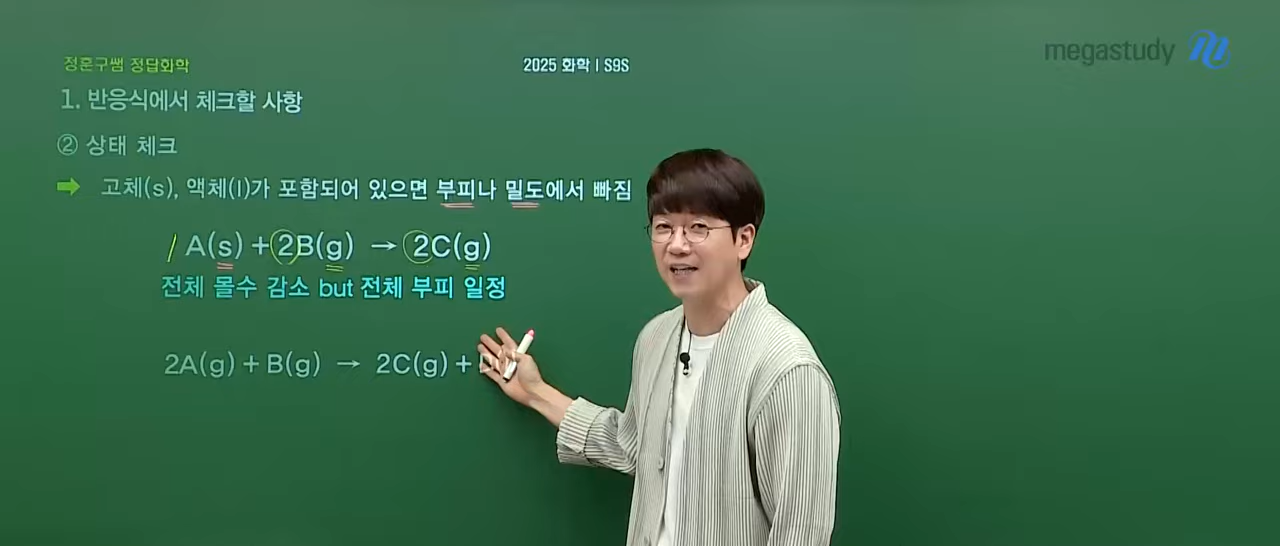 정훈구쌤 정답화학
2025 화학 I S9S
megastudy
1. 반응식에서 체크할 사항
② 상태 체크
➡ 고체(s), 액체(l)가 포함되어 있으면 부피나 밀도에서 빠짐
1 A(s) + 2B(g) → 2C(g)
전체 몰수 감소 but 전체 부피 일정
2A(g) + B(g) → 2C(g) +